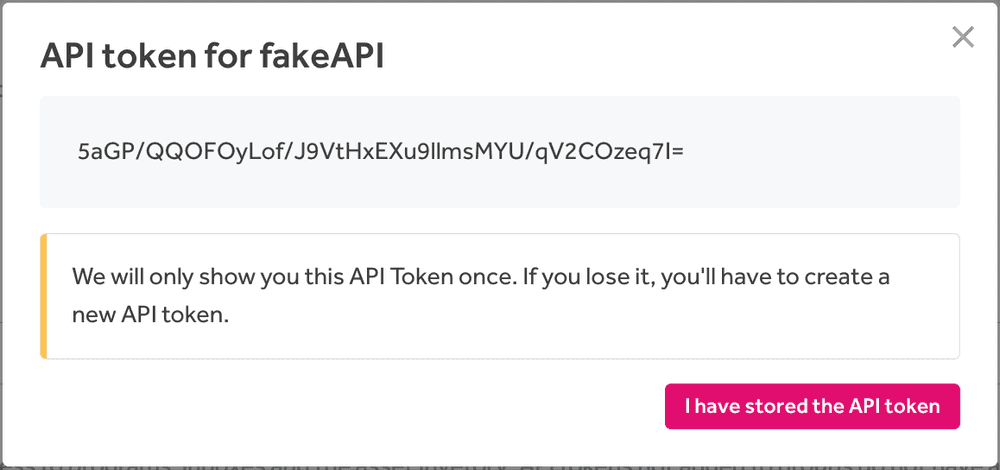 API token for fakeAPI
5aGP/QQOFOyLof/J9VtHxEXu9IlmsMYU/qV2COzeq7I=
We will only show you this API Token once. If you lose it, you'll have to create a
new API token.
I have stored the API token